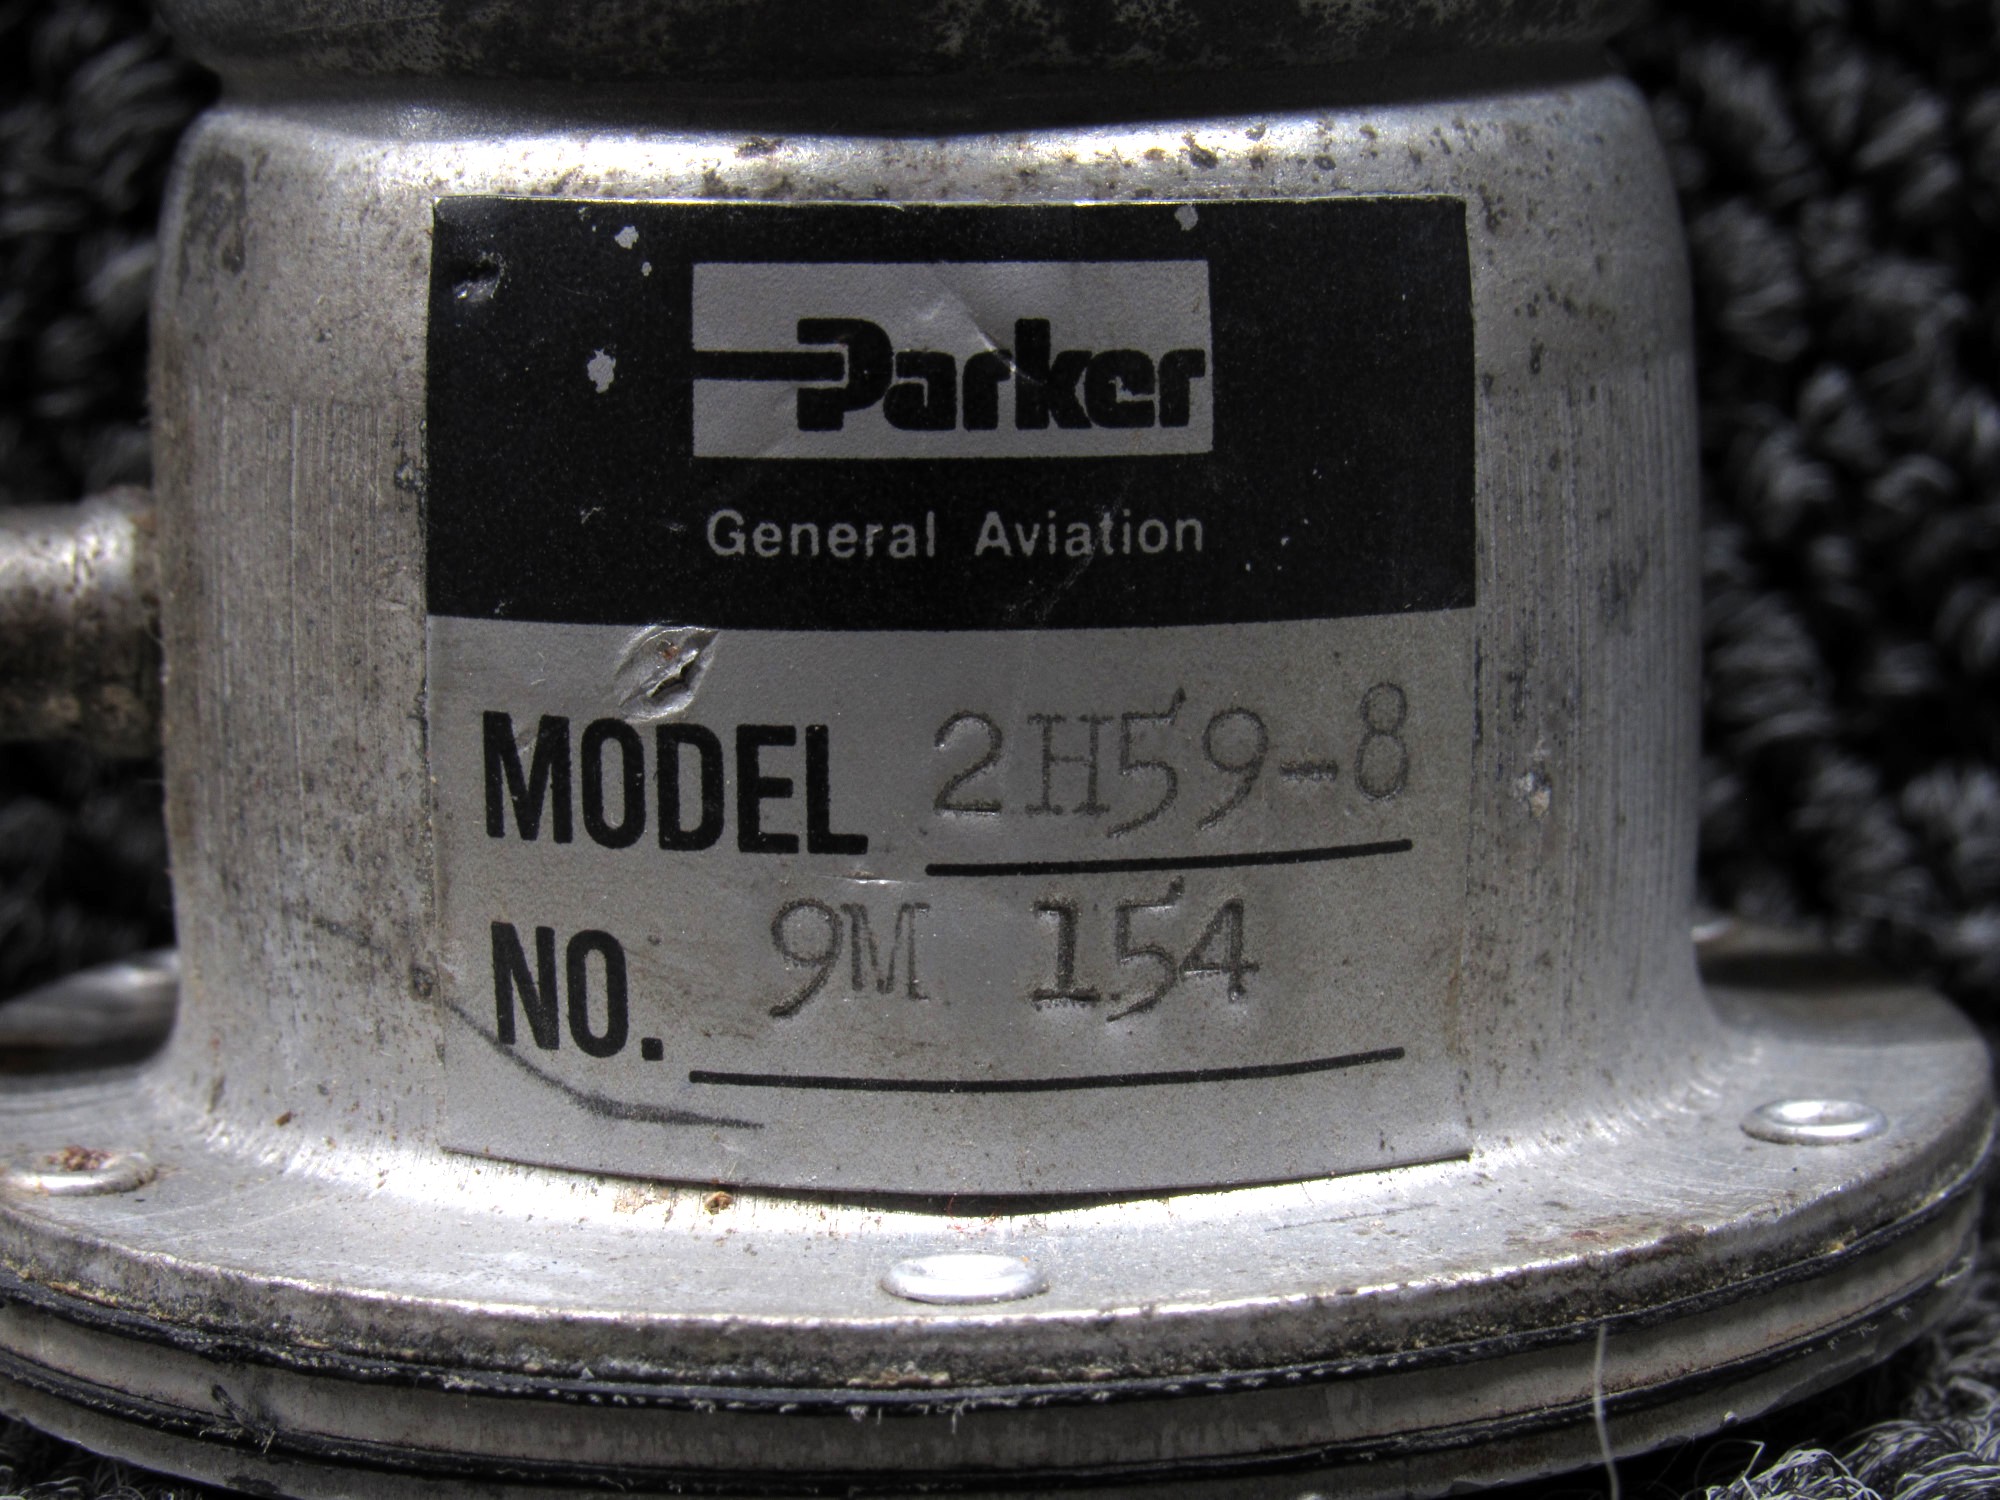 Parker
General Aviation
MODEL 2H59-8
NO. 9M 154